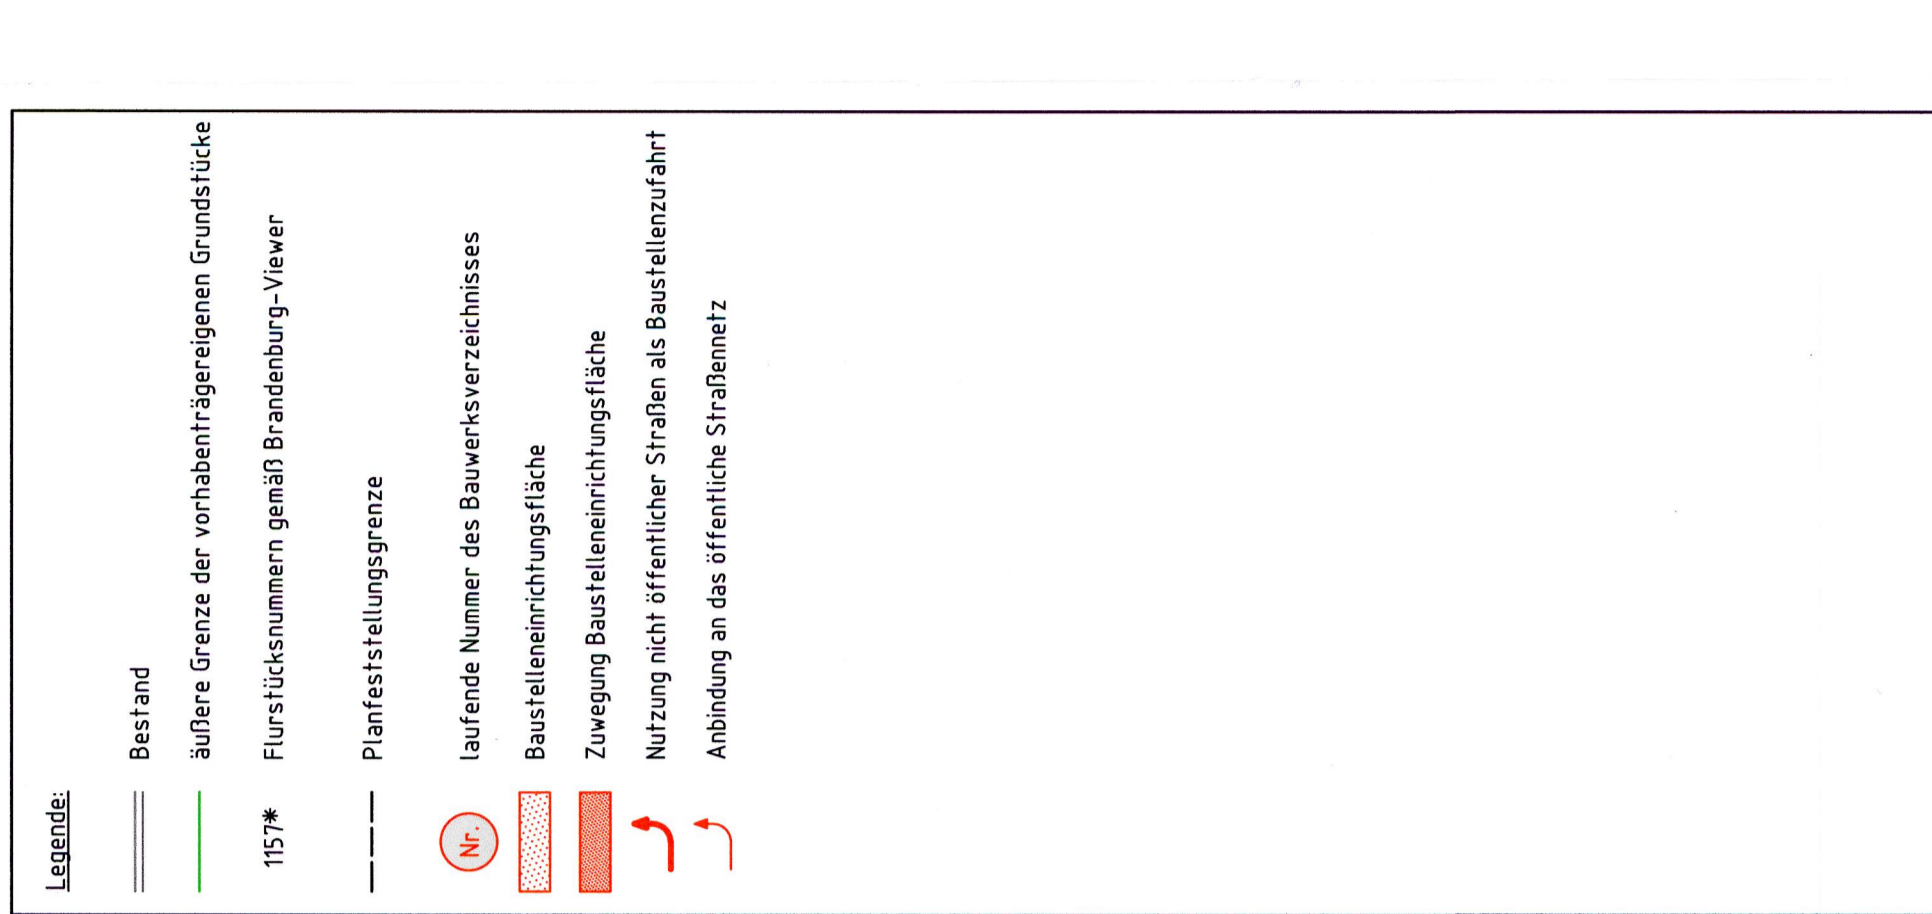 Legende:
Bestand
äußere Grenze der vorhabenträgereigenen Grundstücke
1157* Flurstücksnummern gemäß Brandenburg-Viewer
Planfeststellungsgrenze
Nr. laufende Nummer des Bauwerksverzeichnisses
Baustelleneinrichtungsfläche
Zuwegung Baustelleneinrichtungsfläche
Nutzung nicht öffentlicher Straßen als Baustellenzufahrt
Anbindung an das öffentliche Straßennetz